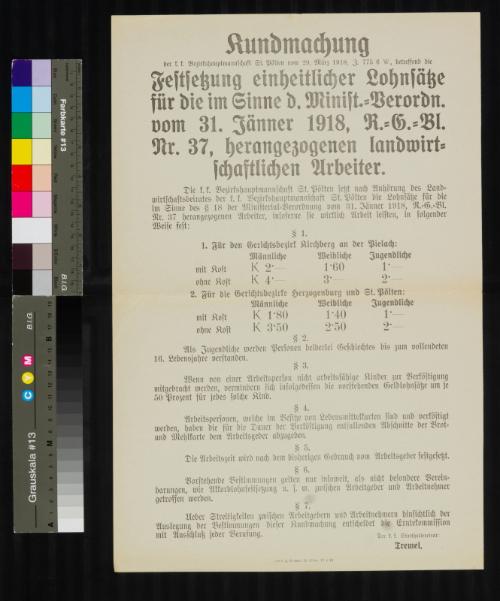 Kundmachung
der k. k. Bezirkshauptmannschaft St. Pölten vom 29. März 1918, Z. 775 6 W., betreffend die
Festsetzung einheitlicher Lohnsätze
für die im Sinne d. Minist.-Verordn.
vom 31. Jänner 1918, R.-G.-Bl.
Nr. 37, herangezogenen landwirt-
schaftlichen Arbeiter.
Die k. k. Bezirkshauptmannschaft St. Pölten setzt nach Anhörung des Land-
wirtschaftsbeirates der k. k. Bezirkshauptmannschaft St. Pölten die Lohnsätze für die
im Sinne des § 18 der Ministerial-Verordnung vom 31. Jänner 1918, R.-G.-Bl.
Nr. 37 herangezogenen Arbeiter, insoferne sie wirklich Arbeit leisten, in folgender
Weise fest:
§ 1.
1. Für den Gerichtsbezirk Kirchberg an der Pielach:
Männliche Weibliche Jugendliche
mit Kost K 2·— 1·60 1·—
ohne Kost K 4·— 3·— 2·—
2. Für die Gerichtsbezirke Herzogenburg und St. Pölten:
Männliche Weibliche Jugendliche
mit Kost K 1·80 1·40 1·—
ohne Kost K 3·50 2·50 2·—
§ 2.
Als Jugendliche werden Personen beiderlei Geschlechtes bis zum vollendeten
16. Lebensjahre verstanden.
§ 3.
Wenn von einer Arbeitsperson nicht arbeitsfähige Kinder zur Verköstigung
mitgebracht werden, vermindern sich infolgedessen die vorstehenden Geldlohnsätze um je
50 Prozent für jedes solche Kind.
§ 4.
Arbeitspersonen, welche im Besitze von Lebensmittelkarten sind und verköstigt
werden, haben die für die Dauer der Verköstigung entfallenden Abschnitte der Brot-
und Mehlkarte dem Arbeitgeber abzugeben.
§ 5.
Die Arbeitszeit wird nach dem bisherigen Gebrauch vom Arbeitgeber festgesetzt.
§ 6.
Vorstehende Bestimmungen gelten nur insoweit, als nicht besondere Verein-
barungen, wie Akkordlohnfestsetzung u. s. w. zwischen Arbeitgeber und Arbeitnehmer
getroffen werden.
§ 7.
Ueber Streitigkeiten zwischen Arbeitgebern und Arbeitnehmern hinsichtlich der
Auslegung der Bestimmungen dieser Kundmachung entscheidet die Erntekommission
mit Ausschluß jeder Berufung.
Der k. k. Statthaltereirat:
Tremel.
Farbkarte #13
B.I.G.
B.I.G
C Y M
Grauskala #13